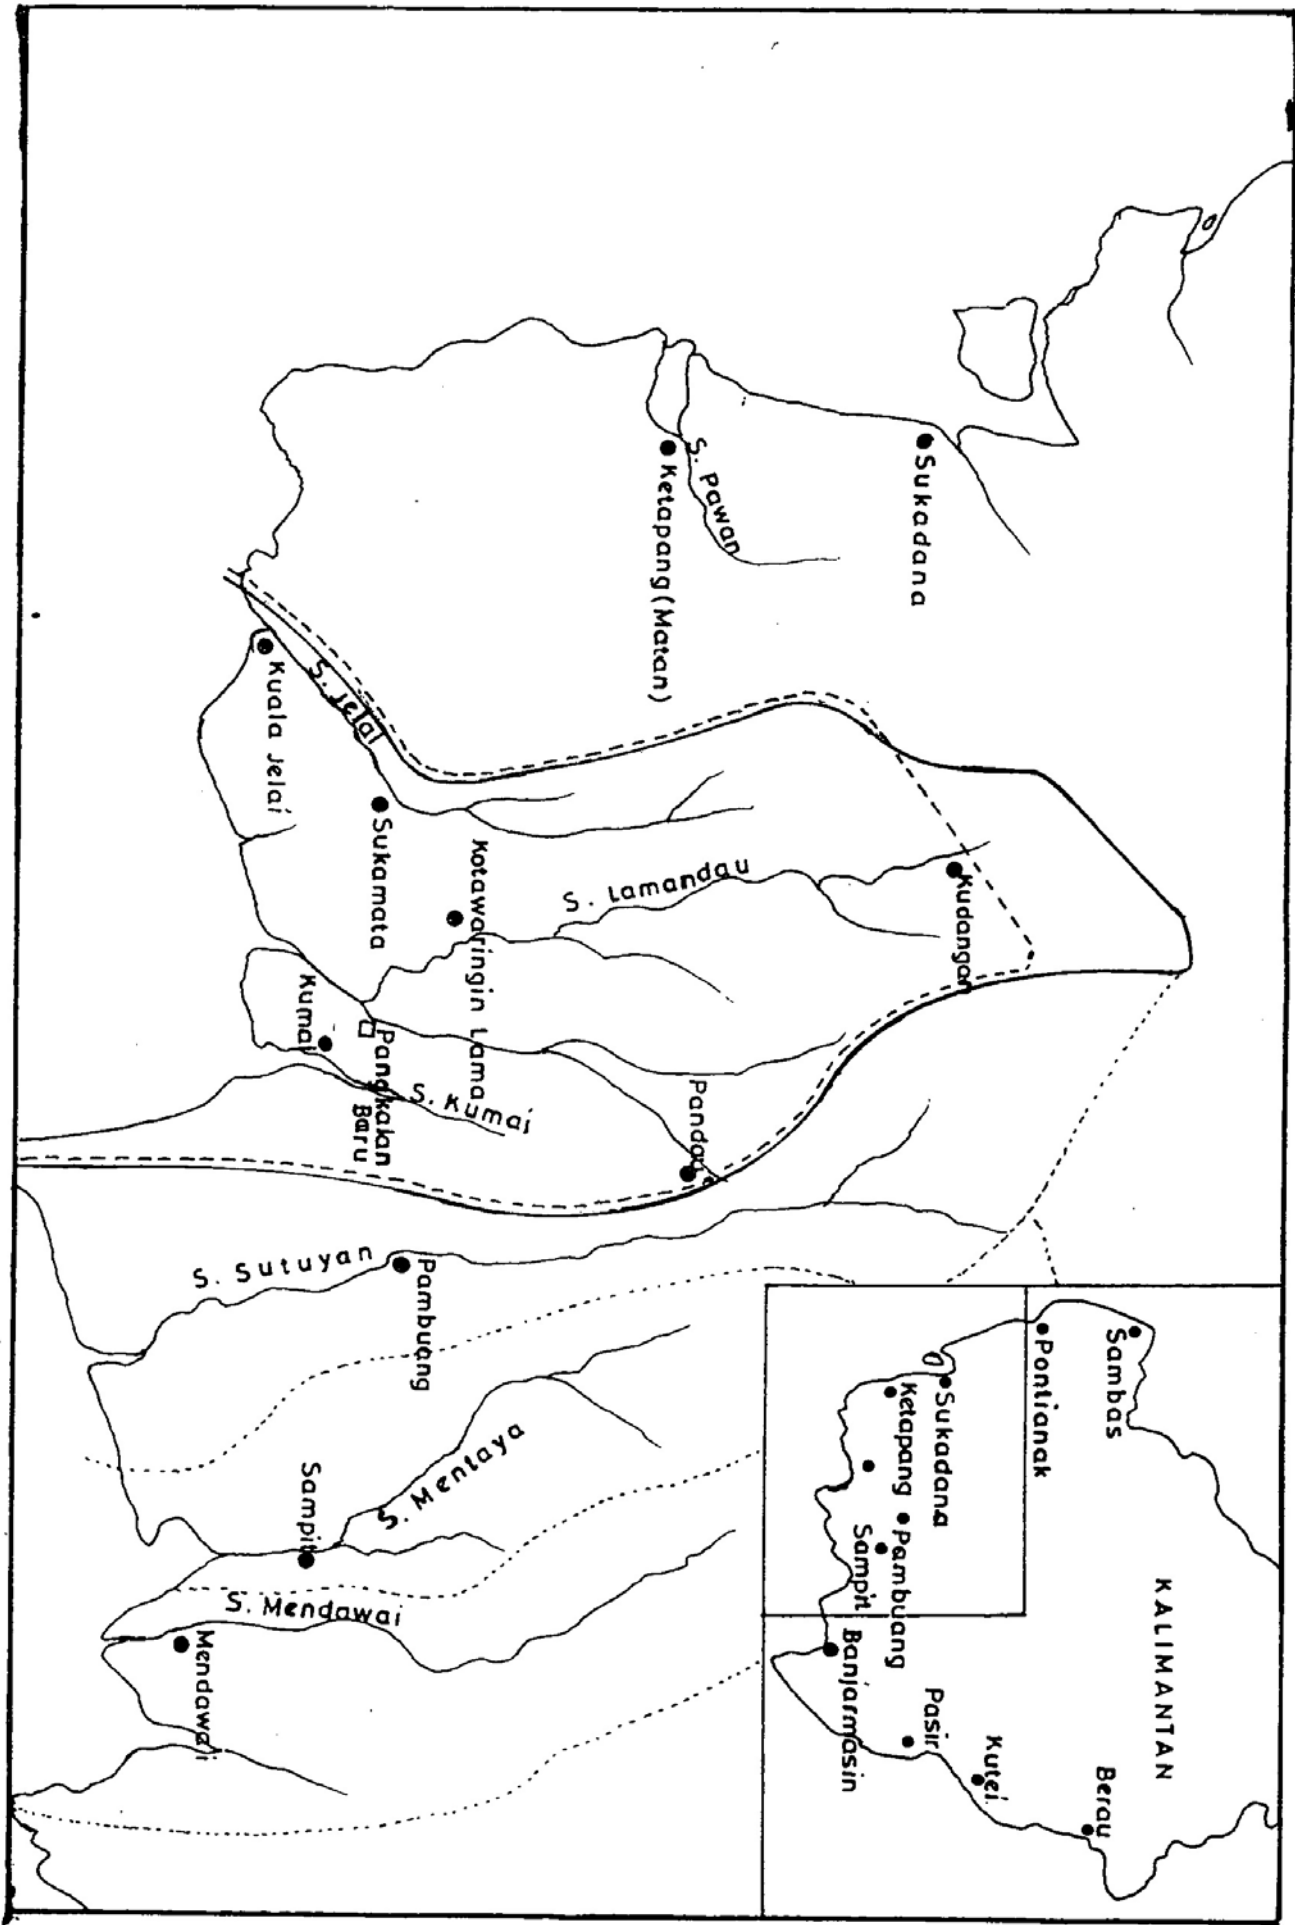 Sukadana
S. Pawan
Ketapang (Matan)
Kudangan
S. Lamandau
Kotawaringin Lama
Sukamata
S. Jelai
Kuala Jelai
Pandau
S. Kumai
Pangkalan
Baru
Kumai
S. Sutuyan
Pambuang
S. Mentaya
Sampit
S. Mendawai
Mendawai
KALIMANTAN
Sambas
Pontianak
Sukadana
Ketapang
Pambuang
Sampit
Banjarmasin
Pasir
Kutei
Berau